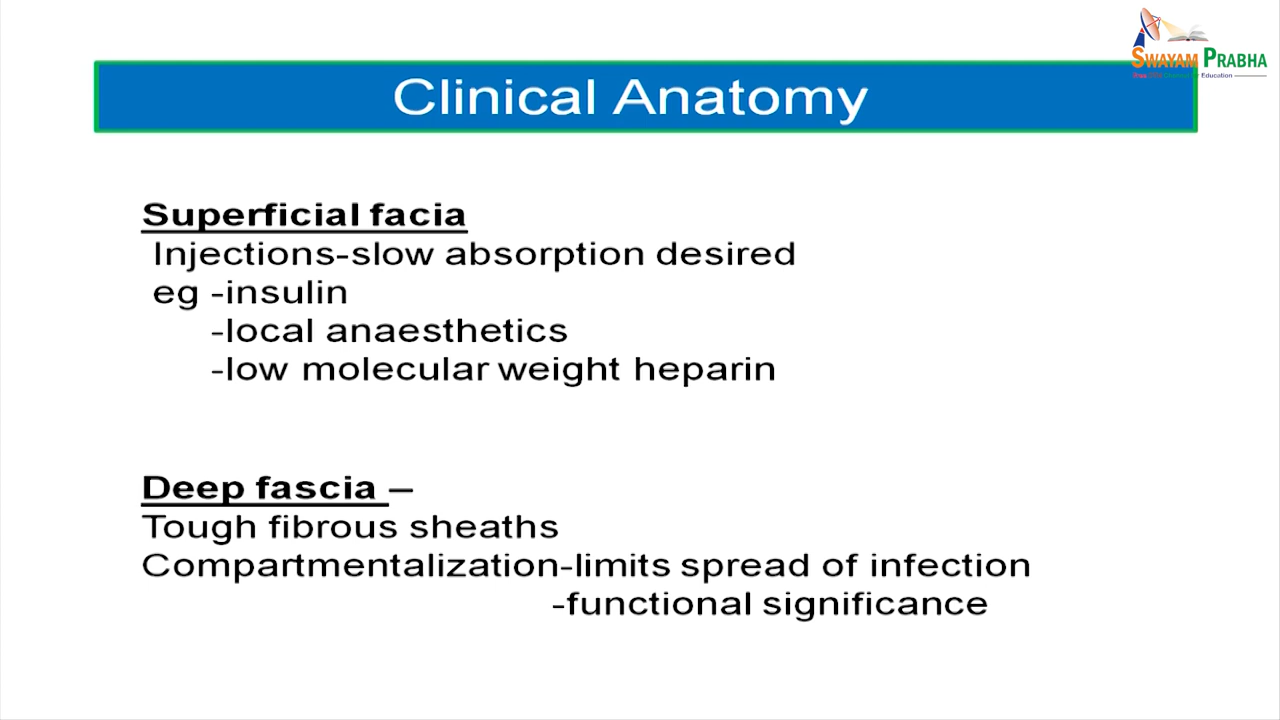 SWAYAM PRABHA
Clinical Anatomy
Superficial facia
Injections-slow absorption desired
eg -insulin
-local anaesthetics
-low molecular weight heparin
Deep fascia –
Tough fibrous sheaths
Compartmentalization-limits spread of infection
-functional significance